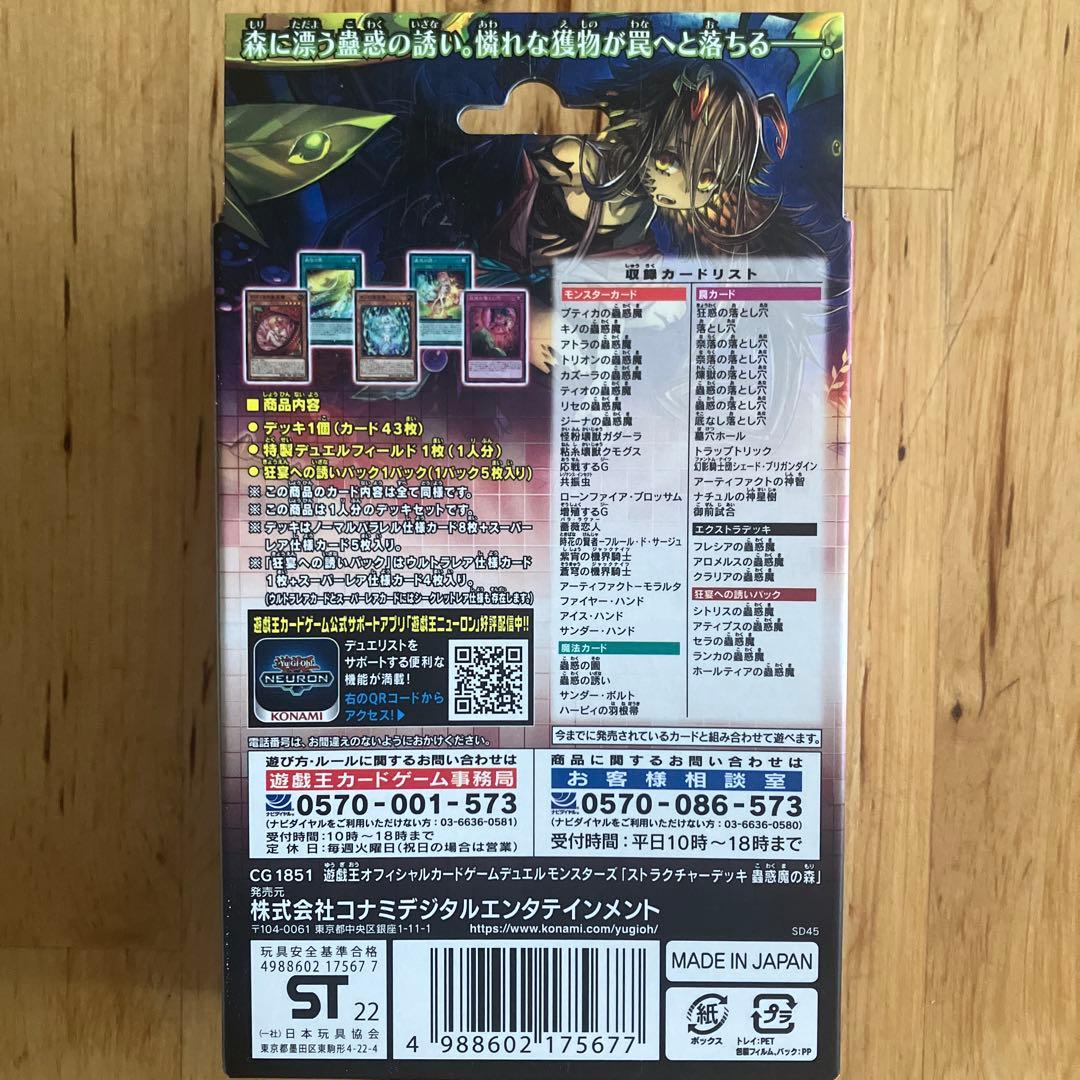 森に漂う蟲惑の誘い。憐れな獲物が罠へと落ちる——。
■商品内容
●デッキ1個(カード43枚)
●特製デュエルフィールド1枚(1人分)
●狂宴への誘いパック1パック(1パック5枚入り)
※この商品のカード内容は全て同様です。
※この商品は1人分のデッキセットです。
※デッキはノーマルパラレル仕様カード8枚+スーパー
レア仕様カード5枚入り。
※「狂宴への誘いパック」はウルトラレア仕様カード
1枚+スーパーレア仕様カード4枚入り。
(ウルトラレアカードとスーパーレアカードにはシークレットレア仕様も存在します)
遊戯王カードゲーム公式サポートアプリ「遊戯王ニューロン」好評配信中!!
Yu-Gi-Oh!
NEURON
KONAMI
デュエリストを
サポートする便利な
機能が満載!
右のQRコードから
アクセス!▶
収録カードリスト
モンスターカード
プティカの蟲惑魔
キノの蟲惑魔
アトラの蟲惑魔
トリオンの蟲惑魔
カズーラの蟲惑魔
ティオの蟲惑魔
リセの蟲惑魔
ジーナの蟲惑魔
怪粉壊獣ガダーラ
粘糸壊獣クモグス
応戦するG
共振虫
ローンファイア・ブロッサム
増殖するG
薔薇恋人
時花の賢者-フルール・ド・サージュ
紫宵の機界騎士
蒼穹の機界騎士
アーティファクト-モラルタ
ファイヤー・ハンド
アイス・ハンド
サンダー・ハンド
魔法カード
蟲惑の園
蟲惑の誘い
サンダー・ボルト
ハーピィの羽根帚
罠カード
狂惑の落とし穴
落とし穴
奈落の落とし穴
奈落の落とし穴
煉獄の落とし穴
蟲惑の落とし穴
蟲惑の落とし穴
底なし落とし穴
墓穴ホール
トラップトリック
幻影騎士団シェード・ブリガンダイン
アーティファクトの神智
ナチュルの神星樹
御前試合
エクストラデッキ
フレシアの蟲惑魔
アロメルスの蟲惑魔
クラリアの蟲惑魔
狂宴への誘いパック
シトリスの蟲惑魔
アティプスの蟲惑魔
セラの蟲惑魔
ランカの蟲惑魔
ホールティアの蟲惑魔
今までに発売されているカードと組み合わせて遊べます。
電話番号は、お間違えのないようにおかけください。
遊び方・ルールに関するお問い合わせは
遊戯王カードゲーム事務局
ナビダイヤル。 0570-001-573
(ナビダイヤルをご利用いただけない方:03-6636-0581)
受付時間:10時〜18時まで
定休日:毎週火曜日(祝日の場合は営業)
商品に関するお問い合わせは
お客様相談室
ナビダイヤル。 0570-086-573
(ナビダイヤルをご利用いただけない方:03-6636-0580)
受付時間:平日10時〜18時まで
CG1851 遊戯王オフィシャルカードゲームデュエルモンスターズ「ストラクチャーデッキ 蟲惑魔の森」
発売元
株式会社コナミデジタルエンタテインメント
〒104-0061 東京都中央区銀座1-11-1
https://www.konami.com/yugioh/
SD45
玩具安全基準合格
4988602 17567 7
ST 22
(一社)日本玩具協会
東京都墨田区東駒形4-22-4
4 988602 175677
MADE IN JAPAN
紙
ボックス
プラ
トレイ:PET
個包装フィルム、パック:PP